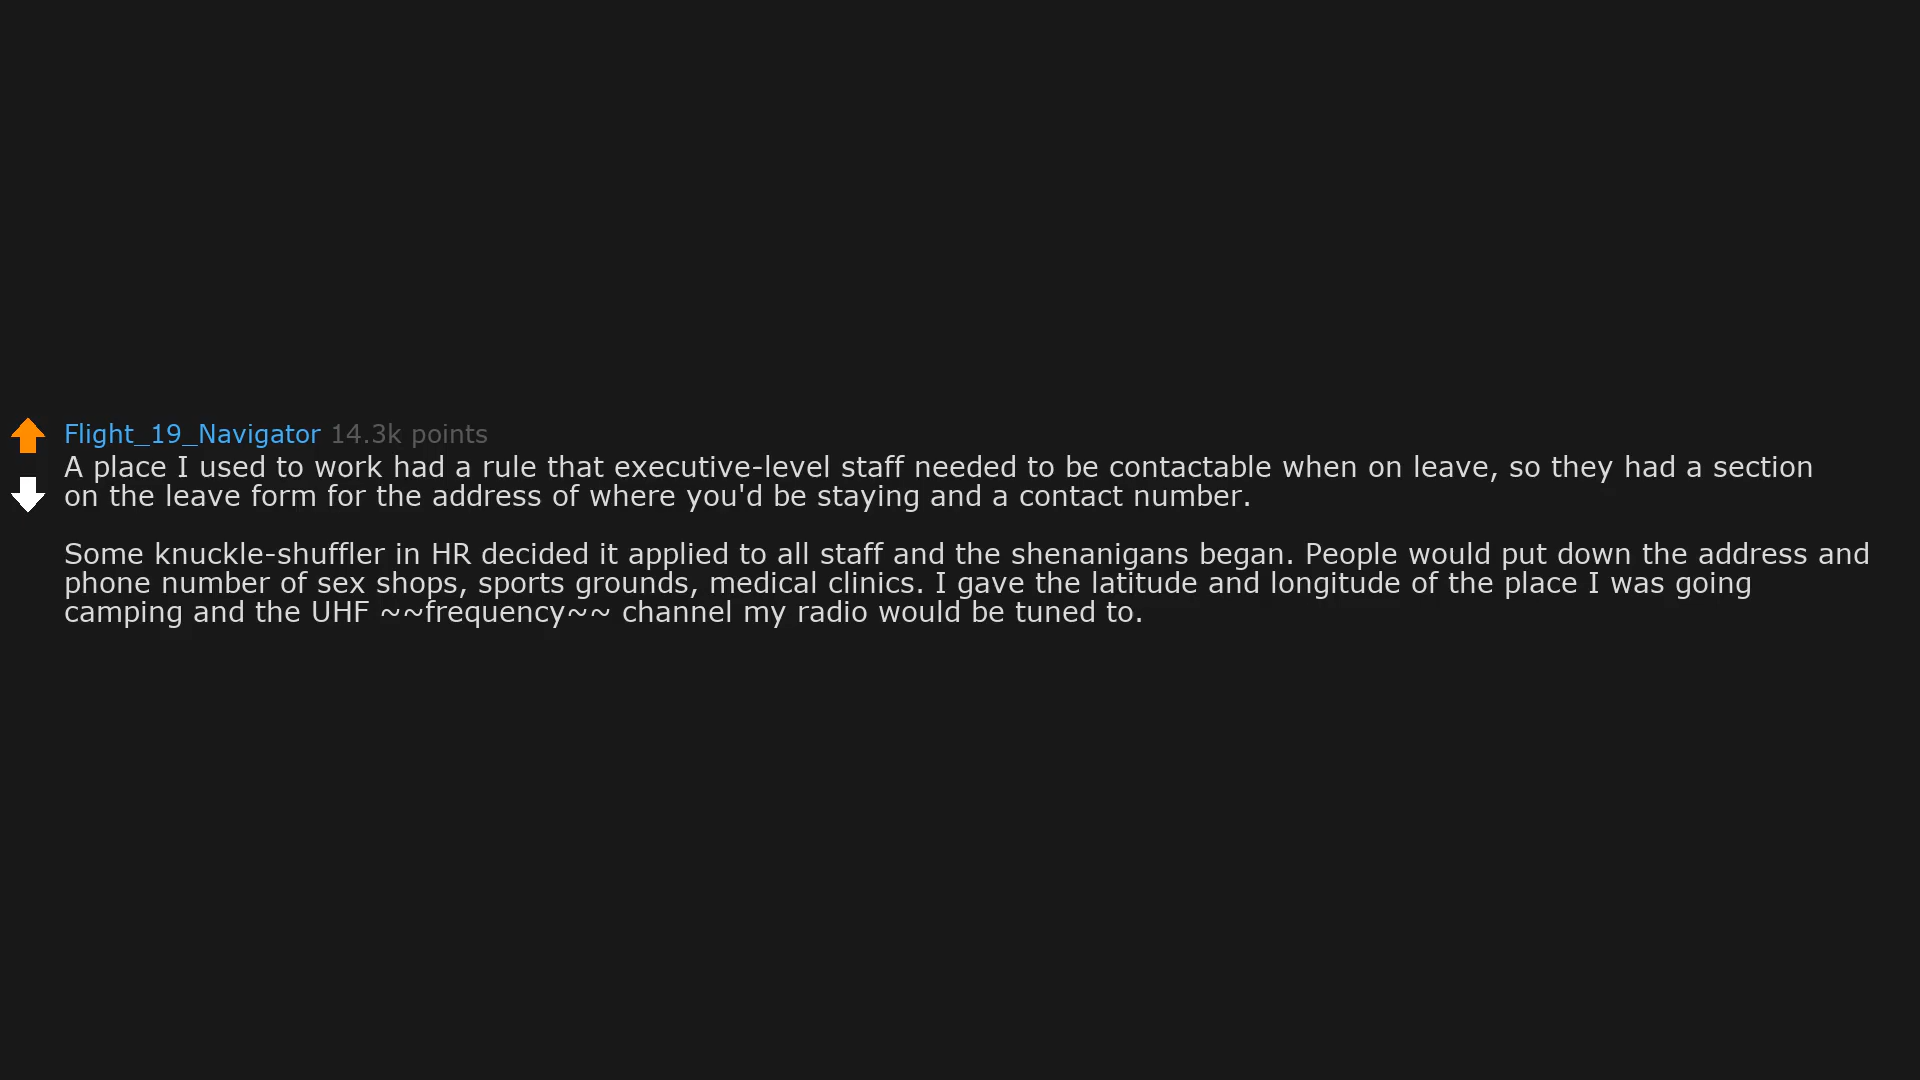 Flight_19_Navigator 14.3k points
A place I used to work had a rule that executive-level staff needed to be contactable when on leave, so they had a section
on the leave form for the address of where you'd be staying and a contact number.
Some knuckle-shuffler in HR decided it applied to all staff and the shenanigans began. People would put down the address and
phone number of sex shops, sports grounds, medical clinics. I gave the latitude and longitude of the place I was going
camping and the UHF ~~frequency~~ channel my radio would be tuned to.